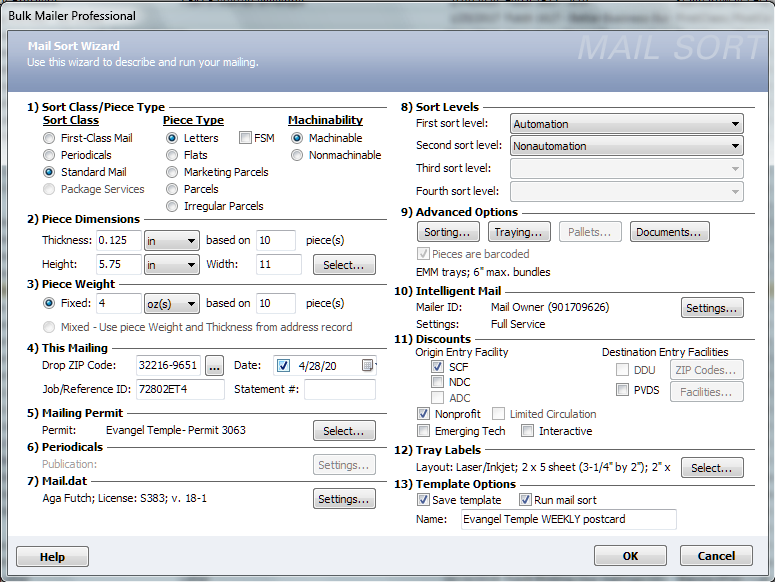 Bulk Mailer Professional
Mail Sort Wizard
Use this wizard to describe and run your mailing.
MAIL SORT
1) Sort Class/Piece Type
Sort Class Piece Type Machinability
First-Class Mail Letters FSM Machinable
Periodicals Flats Nonmachinable
Standard Mail Marketing Parcels
Package Services Parcels
Irregular Parcels
2) Piece Dimensions
Thickness: 0.125 in based on 10 piece(s)
Height: 5.75 in Width: 11 Select...
3) Piece Weight
Fixed: 4 oz(s) based on 10 piece(s)
Mixed - Use piece Weight and Thickness from address record
4) This Mailing
Drop ZIP Code: 32216-9651 ... Date: 4/28/20
Job/Reference ID: 72802ET4 Statement #:
5) Mailing Permit
Permit: Evangel Temple- Permit 3063 Select...
6) Periodicals
Publication: Settings...
7) Mail.dat
Aga Futch; License: S383; v. 18-1 Settings...
8) Sort Levels
First sort level: Automation
Second sort level: Nonautomation
Third sort level:
Fourth sort level:
9) Advanced Options
Sorting... Traying... Pallets... Documents...
Pieces are barcoded
EMM trays; 6" max. bundles
10) Intelligent Mail
Mailer ID: Mail Owner (901709626) Settings...
Settings: Full Service
11) Discounts
Origin Entry Facility Destination Entry Facilities
SCF DDU ZIP Codes...
NDC PVDS Facilities...
ADC
Nonprofit Limited Circulation
Emerging Tech Interactive
12) Tray Labels
Layout: Laser/Inkjet; 2 x 5 sheet (3-1/4" by 2"); 2" x Select...
13) Template Options
Save template Run mail sort
Name: Evangel Temple WEEKLY postcard
Help OK Cancel